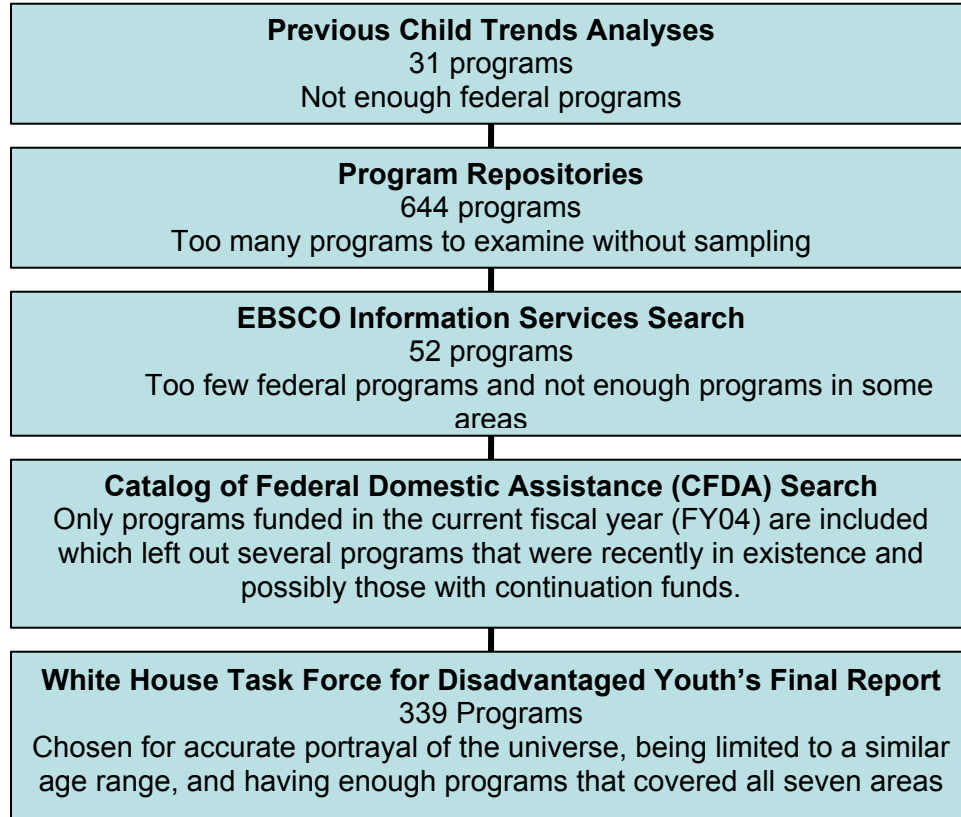 Previous Child Trends Analyses
31 programs
Not enough federal programs
Program Repositories
644 programs
Too many programs to examine without sampling
EBSCO Information Services Search
52 programs
Too few federal programs and not enough programs in some
areas
Catalog of Federal Domestic Assistance (CFDA) Search
Only programs funded in the current fiscal year (FY04) are included
which left out several programs that were recently in existence and
possibly those with continuation funds.
White House Task Force for Disadvantaged Youth’s Final Report
339 Programs
Chosen for accurate portrayal of the universe, being limited to a similar
age range, and having enough programs that covered all seven areas